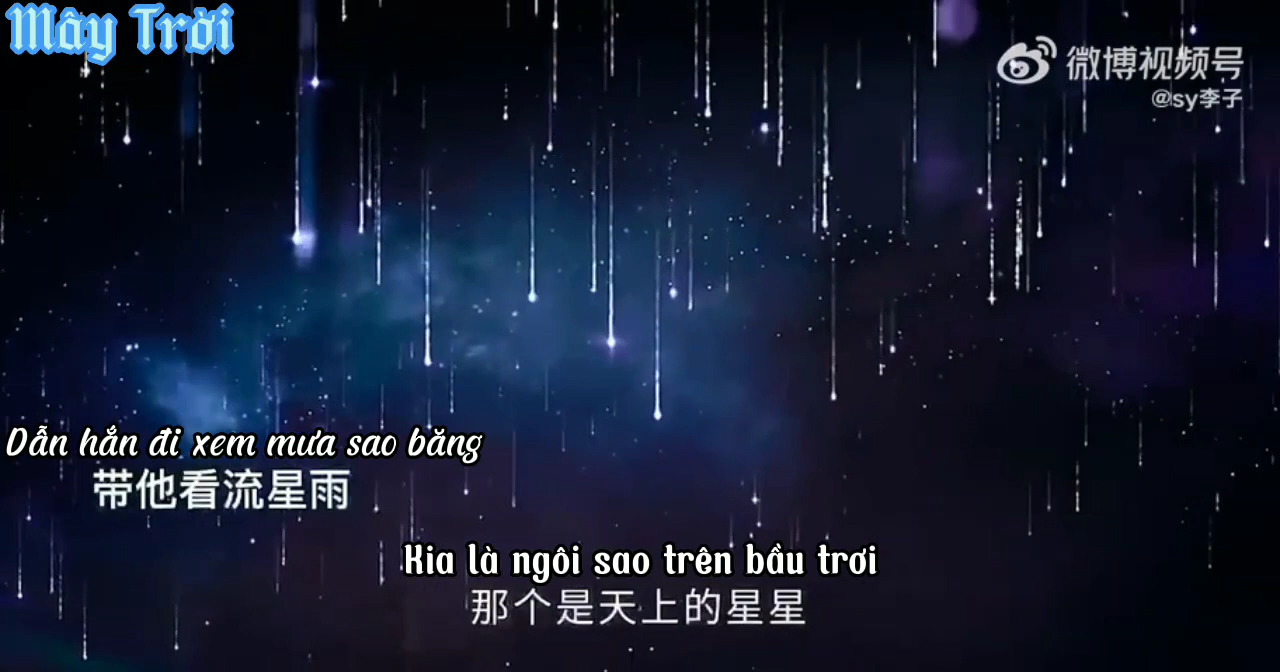 Mây Trời
微博视频号
@sy李子
Dẫn hắn đi xem mưa sao băng
带他看流星雨
Kia là ngôi sao trên bầu trơi
那个是天上的星星